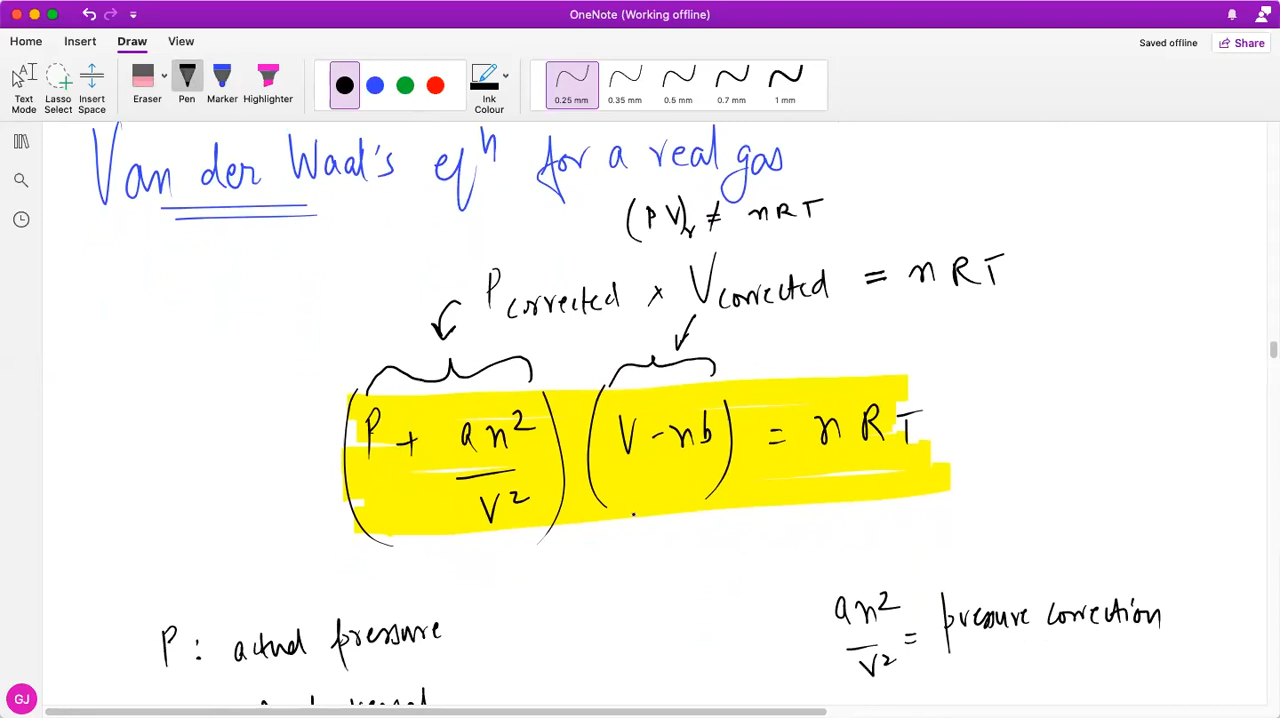 OneNote (Working offline)
Home Insert Draw View
Saved offline
Share
Text Mode
Lasso Select
Insert Space
Eraser
Pen
Marker
Highlighter
Ink Colour
0.25 mm
0.35 mm
0.5 mm
0.7 mm
1 mm
Van der Waal's eqⁿ for a real gas
(PV)ᵣ ≠ nRT
P corrected × V corrected = nRT
(P + an²/V²) (V - nb) = nRT
an²/V² = pressure correction
P : actual pressure
GJ